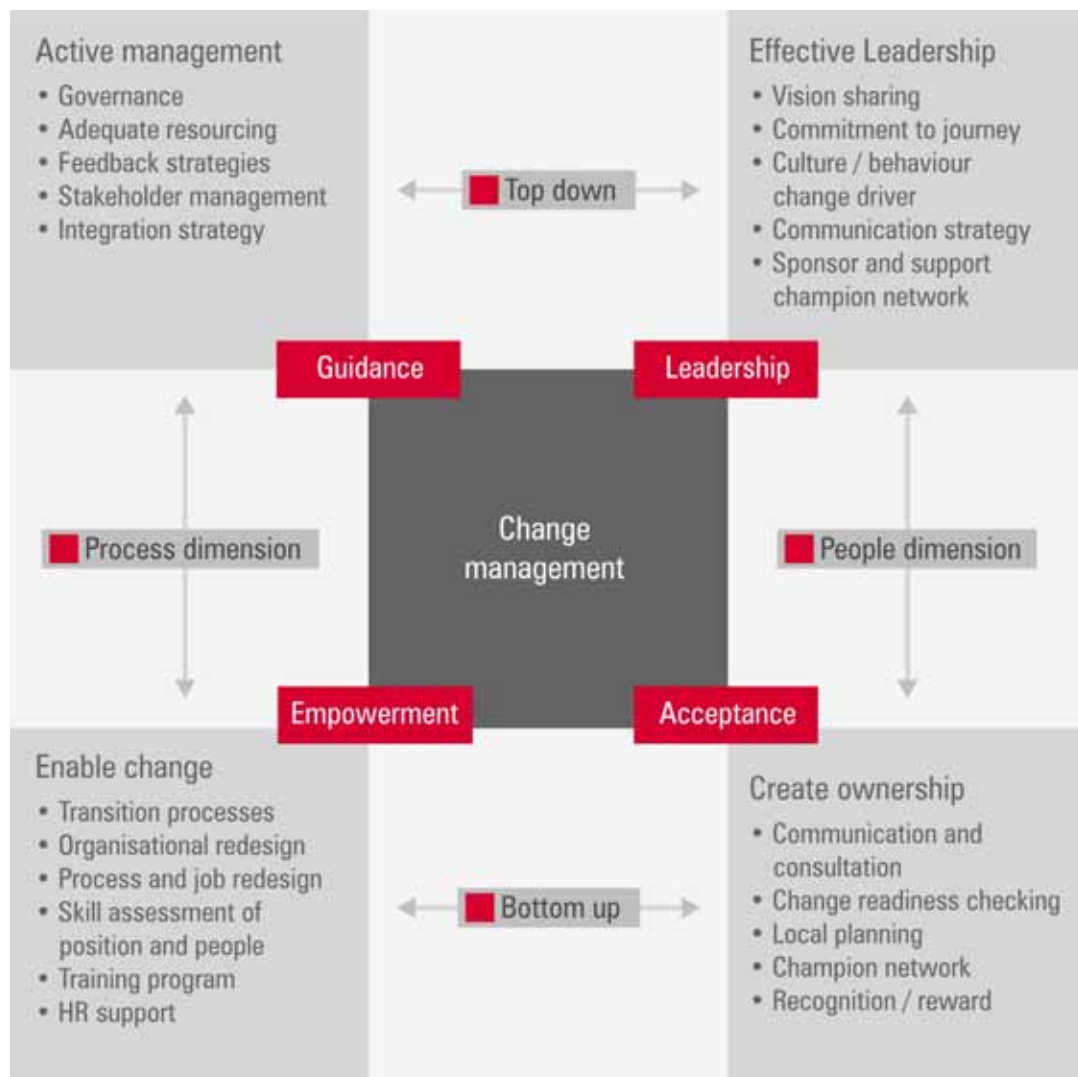 Active management
• Governance
• Adequate resourcing
• Feedback strategies
• Stakeholder management
• Integration strategy
Top down
Effective Leadership
• Vision sharing
• Commitment to journey
• Culture / behaviour
change driver
• Communication strategy
• Sponsor and support
champion network
Guidance
Leadership
Process dimension
Change
management
People dimension
Empowerment
Acceptance
Enable change
• Transition processes
• Organisational redesign
• Process and job redesign
• Skill assessment of
position and people
• Training program
• HR support
Bottom up
Create ownership
• Communication and
consultation
• Change readiness checking
• Local planning
• Champion network
• Recognition / reward